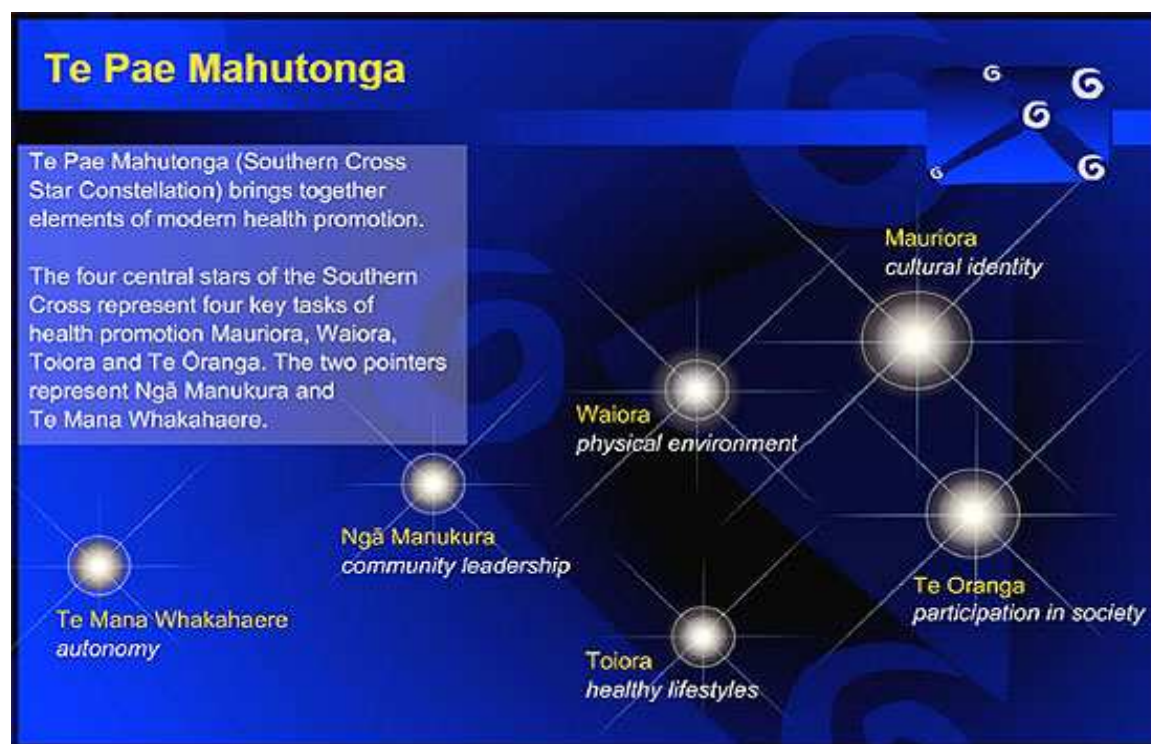 Te Pae Mahutonga
Te Pae Mahutonga (Southern Cross
Star Constellation) brings together
elements of modern health promotion.
The four central stars of the Southern
Cross represent four key tasks of
health promotion Mauriora, Waiora,
Toiora and Te Ōranga. The two pointers
represent Ngā Manukura and
Te Mana Whakahaere.
Mauriora
cultural identity
Waiora
physical environment
Ngā Manukura
community leadership
Te Mana Whakahaere
autonomy
Te Oranga
participation in society
Toiora
healthy lifestyles